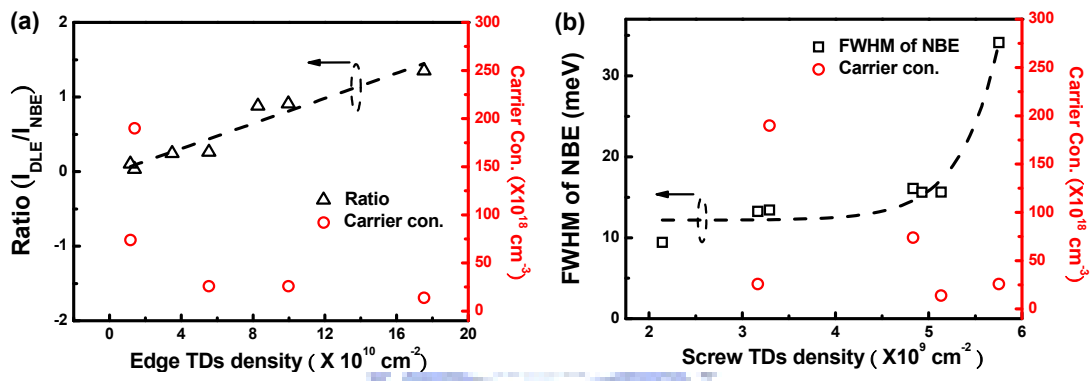 (a)
Ratio (I_DLE/I_NBE)
2
1
0
-1
-2
0 4 8 12 16 20
Edge TDs density ( X 10^10 cm^-2)
300
250
200
150
100
50
0
Carrier Con. (X10^18 cm^-3)
Ratio
Carrier con.
(b)
FWHM of NBE (meV)
30
20
10
0
2 3 4 5 6
Screw TDs density ( X10^9 cm^-2)
300
250
200
150
100
50
0
Carrier Con. (X10^18 cm^-3)
FWHM of NBE
Carrier con.